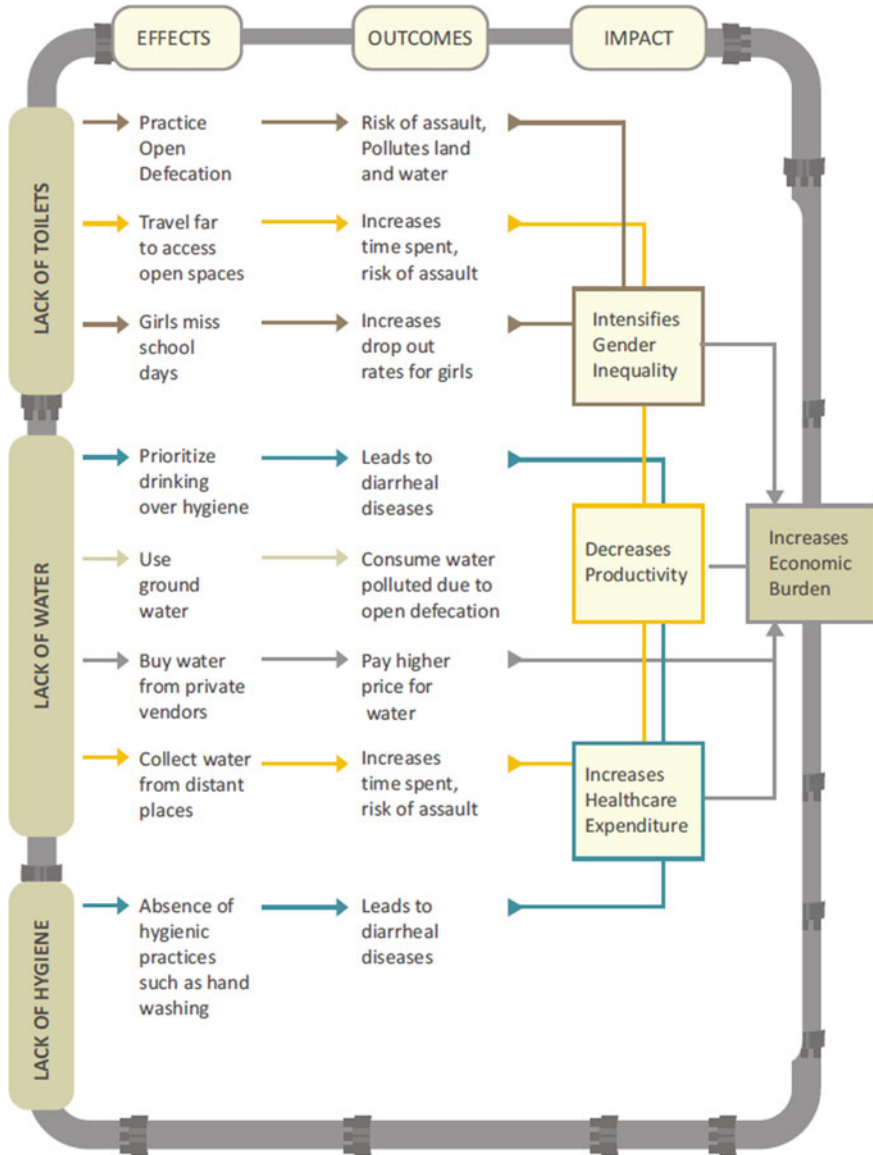 EFFECTS
OUTCOMES
IMPACT
LACK OF TOILETS
Practice
Open
Defecation
Risk of assault,
Pollutes land
and water
Travel far
to access
open spaces
Increases
time spent,
risk of assault
Girls miss
school
days
Increases
drop out
rates for girls
Intensifies
Gender
Inequality
LACK OF WATER
Prioritize
drinking
over hygiene
Leads to
diarrheal
diseases
Use
ground
water
Consume water
polluted due to
open defecation
Decreases
Productivity
Increases
Economic
Burden
Buy water
from private
vendors
Pay higher
price for
water
Collect water
from distant
places
Increases
time spent,
risk of assault
Increases
Healthcare
Expenditure
LACK OF HYGIENE
Absence of
hygienic
practices
such as hand
washing
Leads to
diarrheal
diseases